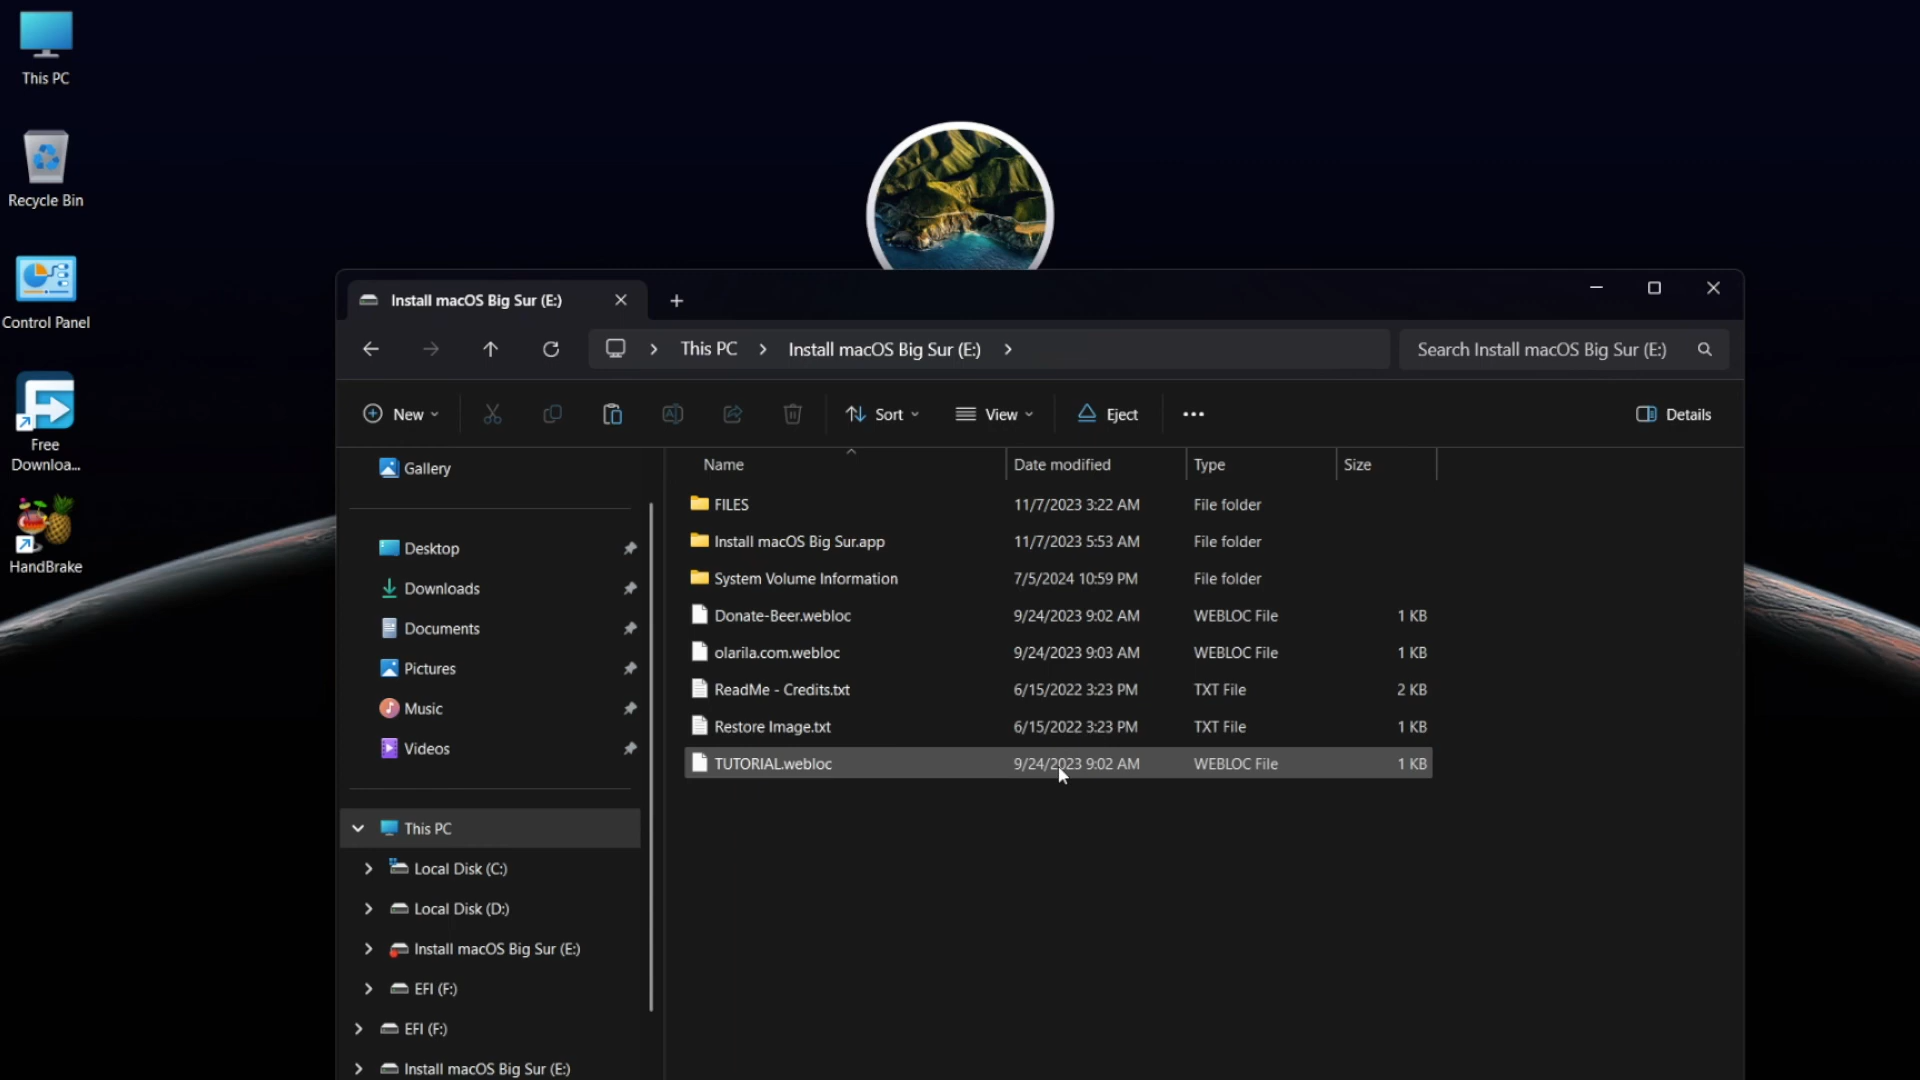 This PC
Recycle Bin
Control Panel
Free
Downloa...
HandBrake
Install macOS Big Sur (E:)
This PC
Install macOS Big Sur (E:)
Search Install macOS Big Sur (E:)
New
Sort
View
Eject
Details
Gallery
Desktop
Downloads
Documents
Pictures
Music
Videos
This PC
Local Disk (C:)
Local Disk (D:)
Install macOS Big Sur (E:)
EFI (F:)
EFI (F:)
Install macOS Big Sur (E:)
Name Date modified Type Size
FILES 11/7/2023 3:22 AM File folder
Install macOS Big Sur.app 11/7/2023 5:53 AM File folder
System Volume Information 7/5/2024 10:59 PM File folder
Donate-Beer.webloc 9/24/2023 9:02 AM WEBLOC File 1 KB
olarila.com.webloc 9/24/2023 9:03 AM WEBLOC File 1 KB
ReadMe - Credits.txt 6/15/2022 3:23 PM TXT File 2 KB
Restore Image.txt 6/15/2022 3:23 PM TXT File 1 KB
TUTORIAL.webloc 9/24/2023 9:02 AM WEBLOC File 1 KB